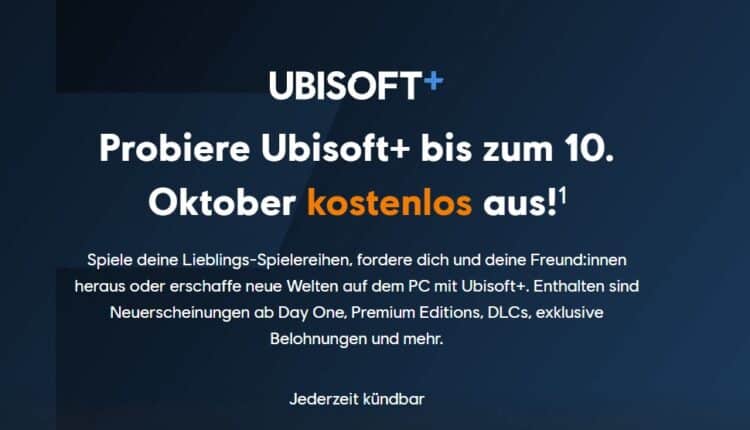 UBISOFT+
Probiere Ubisoft+ bis zum 10.
Oktober kostenlos aus!1
Spiele deine Lieblings-Spielereihen, fordere dich und deine Freund:innen
heraus oder erschaffe neue Welten auf dem PC mit Ubisoft+. Enthalten sind
Neuerscheinungen ab Day One, Premium Editions, DLCs, exklusive
Belohnungen und mehr.
Jederzeit kündbar